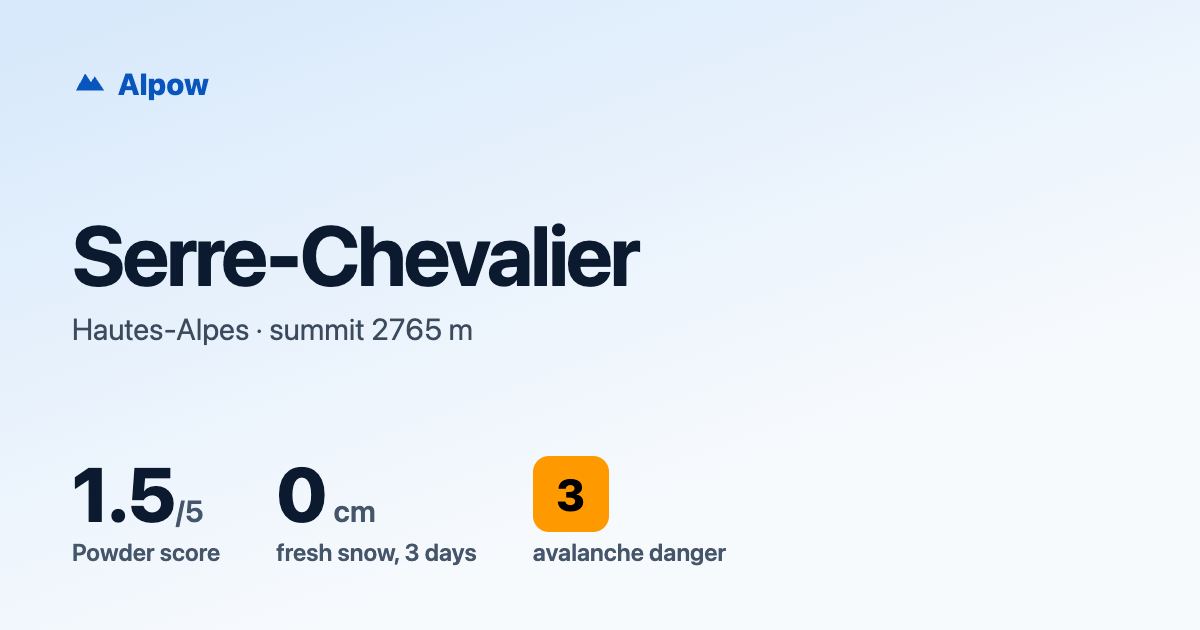 Alpow
Serre-Chevalier
Hautes-Alpes · summit 2765 m
1.5/5
Powder score
0 cm
fresh snow, 3 days
3
avalanche danger